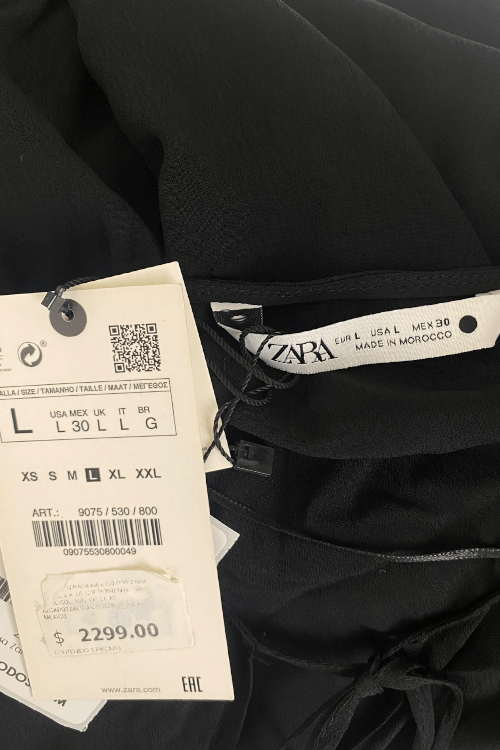 ZARA EUR L USA L MEX 30
MADE IN MOROCCO
SIZE / TAMANHO / TAILLE / MAAT / ΜΕΓΕΘΟΣ
L
USA MEX UK IT BR
L 30 L L G
XS S M L XL XXL
ART.: 9075 / 530 / 800
09075530800049
MEXICO
$ 2299.00
www.zara.com
EAC